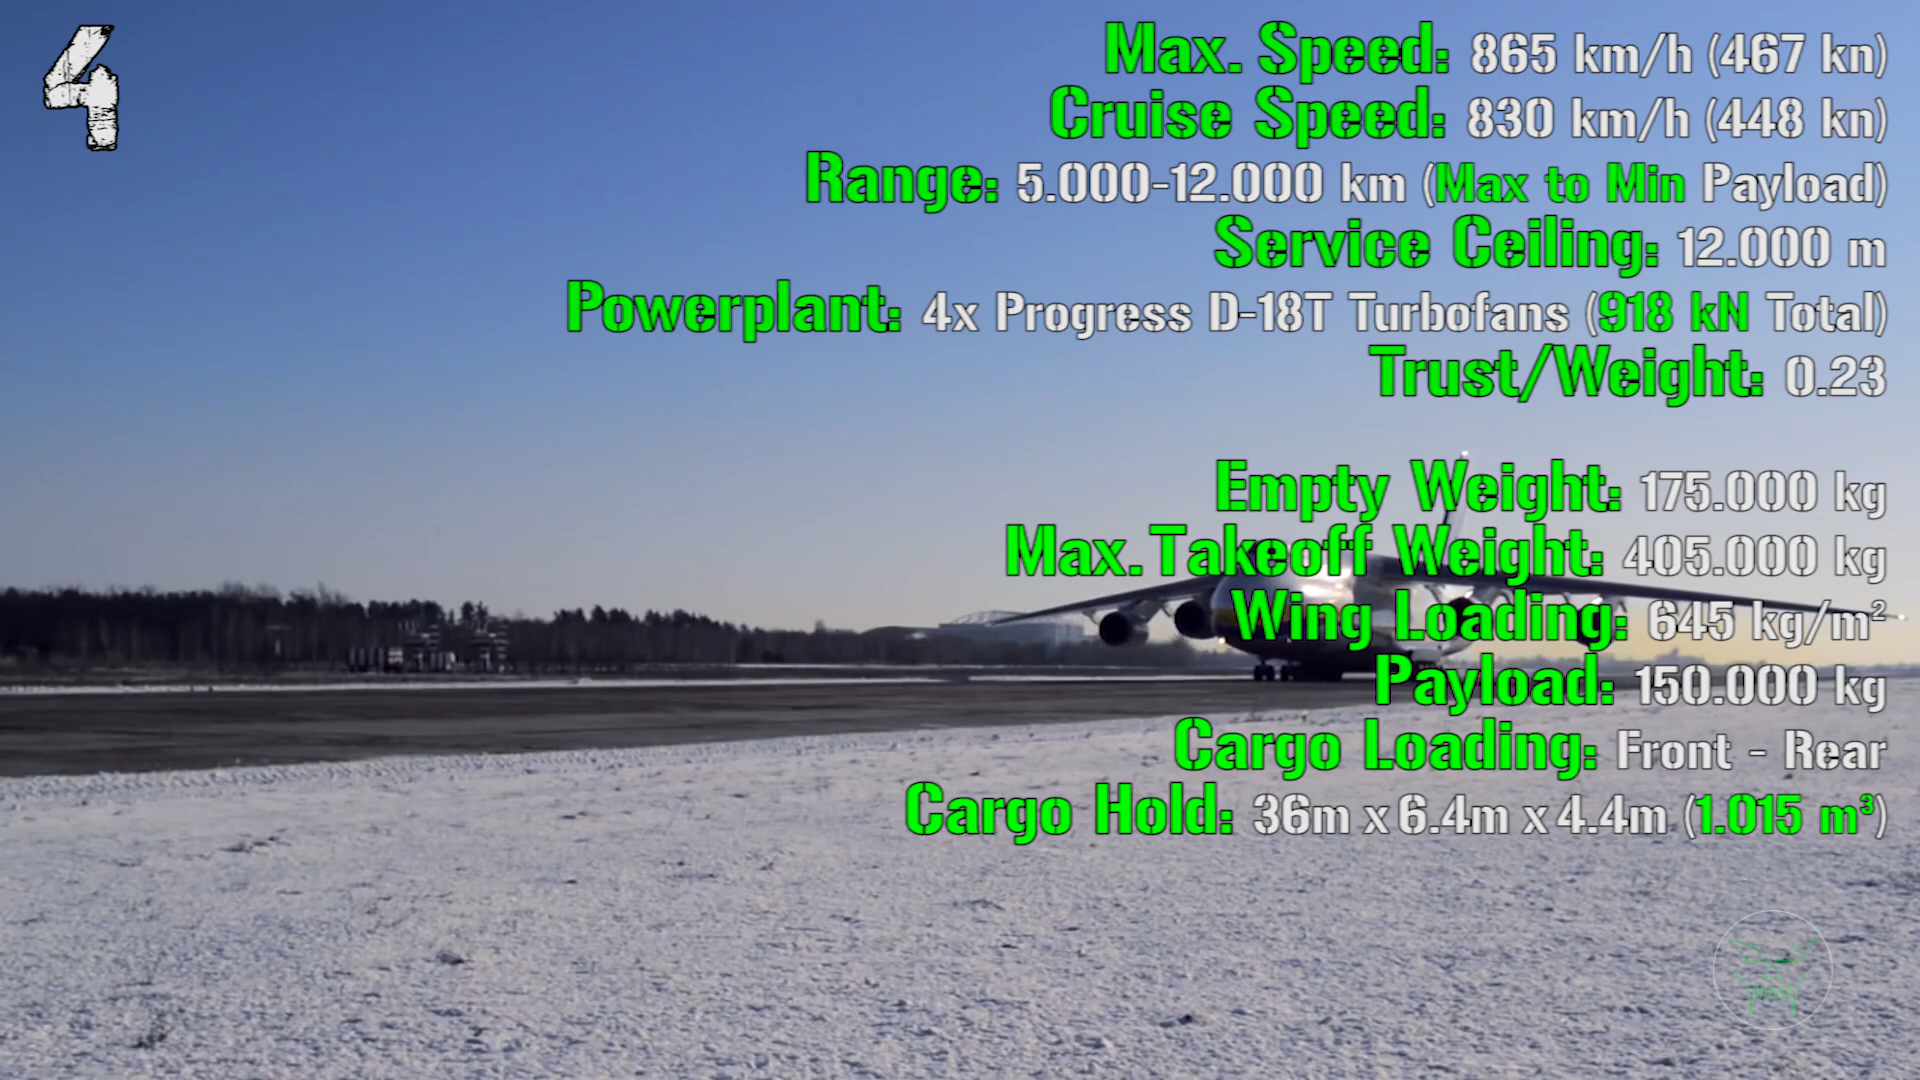 4
Max. Speed: 865 km/h (467 kn)
Cruise Speed: 830 km/h (448 kn)
Range: 5.000-12.000 km (Max to Min Payload)
Service Ceiling: 12.000 m
Powerplant: 4x Progress D-18T Turbofans (918 kN Total)
Trust/Weight: 0.23
Empty Weight: 175.000 kg
Max. Takeoff Weight: 405.000 kg
Wing Loading: 645 kg/m²
Payload: 150.000 kg
Cargo Loading: Front - Rear
Cargo Hold: 36m x 6.4m x 4.4m (1.015 m³)